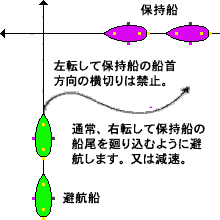 保持船
左転して保持船の船首
方向の横切りは禁止。
通常、右転して保持船の
船尾を廻り込むように避
航します。又は減速。
避航船